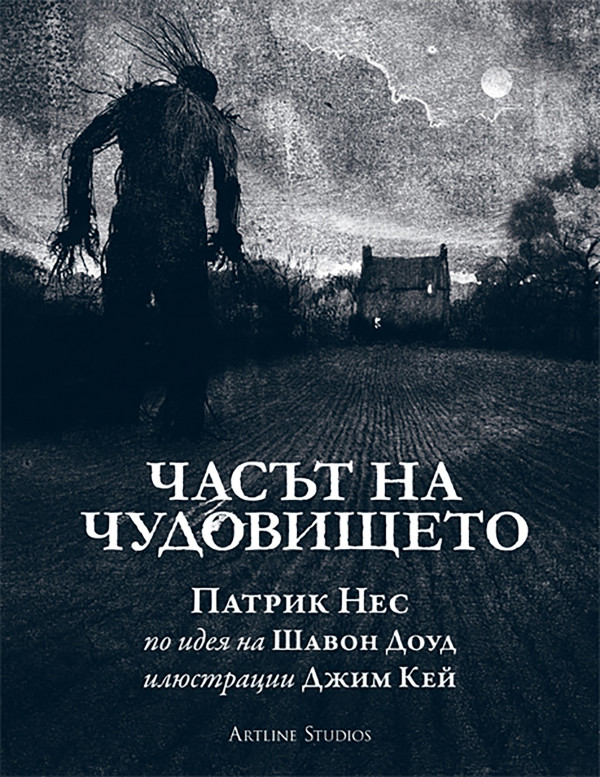 ЧАСЪТ НА
ЧУДОВИЩЕТО
ПАТРИК НЕС
по идея на ШАВОН ДОУД
илюстрации ДЖИМ КЕЙ
ARTLINE STUDIOS